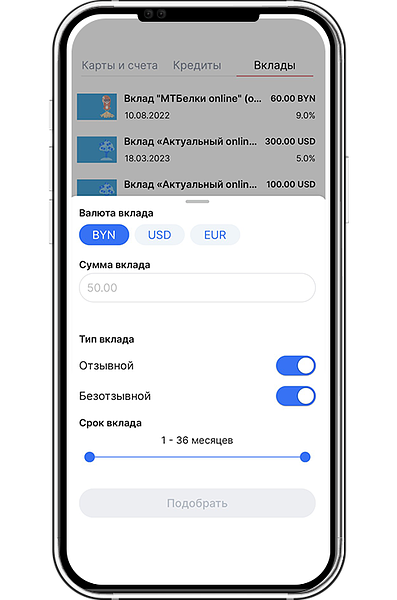 Карты и счета Кредиты Вклады
Вклад "МТБелки online" (о... 60.00 BYN
10.08.2022 9.0%
Вклад «Актуальный onlin... 300.00 USD
18.03.2023 5.0%
Вклад «Актуальный onlin... 100.00 USD
Валюта вклада
BYN USD EUR
Сумма вклада
50.00
Тип вклада
Отзывной
Безотзывной
Срок вклада
1 - 36 месяцев
Подобрать